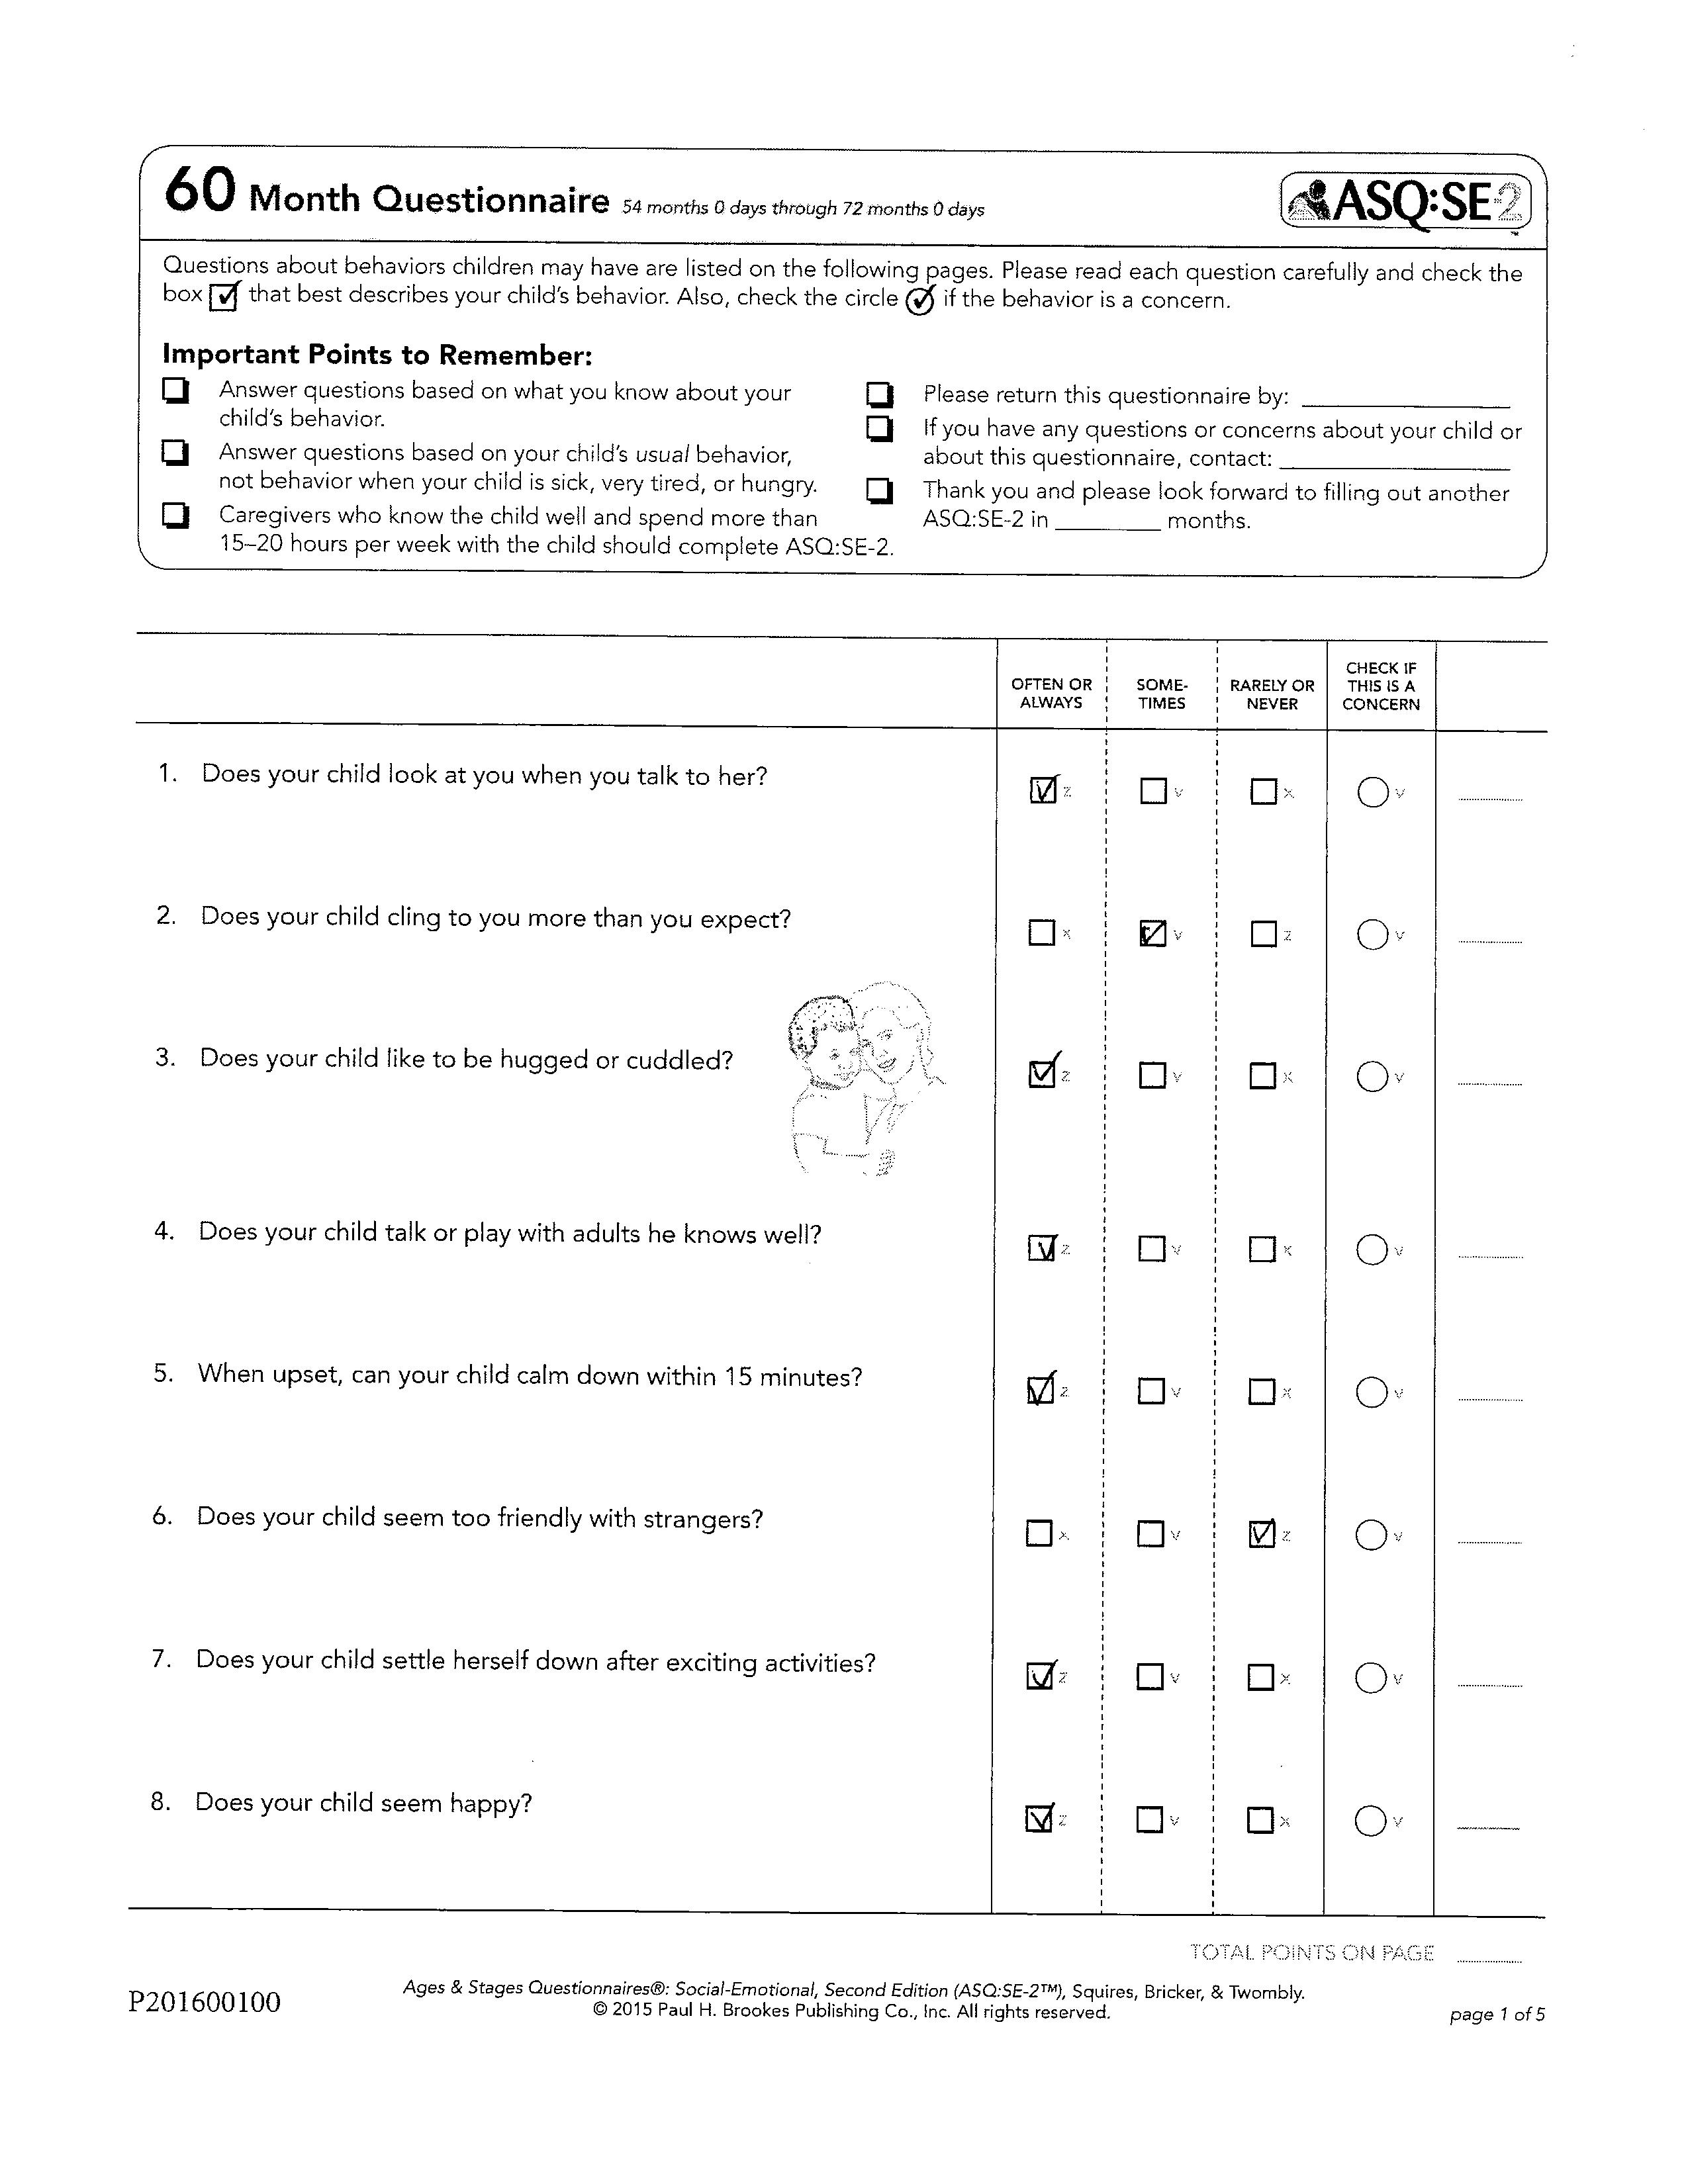 60 Month Questionnaire 54 months 0 days through 72 months 0 days
ASQ:SE-2
Questions about behaviors children may have are listed on the following pages. Please read each question carefully and check the
box ☑ that best describes your child's behavior. Also, check the circle ✓ if the behavior is a concern.
Important Points to Remember:
☐ Answer questions based on what you know about your
child's behavior.
☐ Answer questions based on your child's usual behavior,
not behavior when your child is sick, very tired, or hungry.
☐ Caregivers who know the child well and spend more than
15–20 hours per week with the child should complete ASQ:SE-2.
☐ Please return this questionnaire by: ____
☐ If you have any questions or concerns about your child or
about this questionnaire, contact: ____
☐ Thank you and please look forward to filling out another
ASQ:SE-2 in ____ months.
OFTEN OR ALWAYS SOME-TIMES RARELY OR NEVER CHECK IF THIS IS A CONCERN
1. Does your child look at you when you talk to her? ☑ z ☐ v ☐ x ○ v
2. Does your child cling to you more than you expect? ☐ x ☑ v ☐ z ○ v
3. Does your child like to be hugged or cuddled? ☑ z ☐ v ☐ x ○ v
4. Does your child talk or play with adults he knows well? ☑ z ☐ v ☐ x ○ v
5. When upset, can your child calm down within 15 minutes? ☑ z ☐ v ☐ x ○ v
6. Does your child seem too friendly with strangers? ☐ x ☐ v ☑ z ○ v
7. Does your child settle herself down after exciting activities? ☑ z ☐ v ☐ x ○ v
8. Does your child seem happy? ☑ z ☐ v ☐ x ○ v
TOTAL POINTS ON PAGE ____
P201600100
Ages & Stages Questionnaires®: Social-Emotional, Second Edition (ASQ:SE-2™), Squires, Bricker, & Twombly.
© 2015 Paul H. Brookes Publishing Co., Inc. All rights reserved.
page 1 of 5